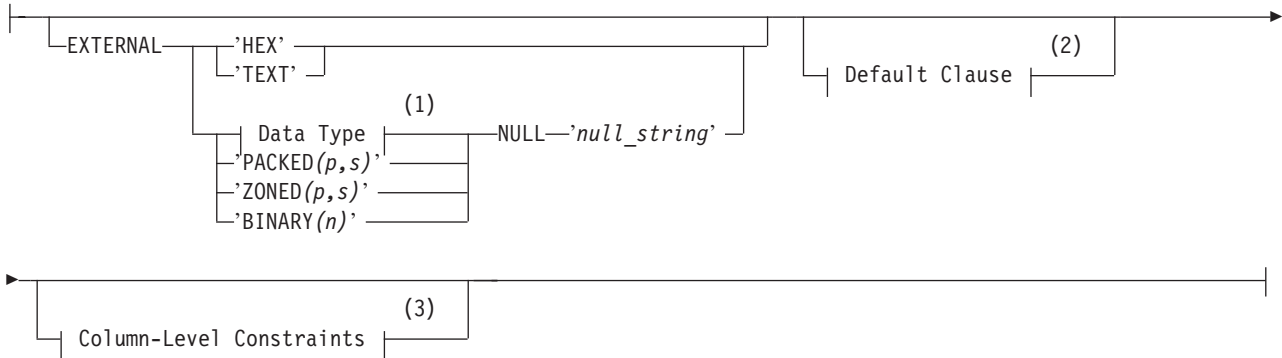 EXTERNAL 'HEX' (2)
'TEXT' Default Clause
(1)
Data Type NULL 'null_string'
'PACKED(p,s)'
'ZONED(p,s)'
'BINARY(n)'
(3)
Column-Level Constraints